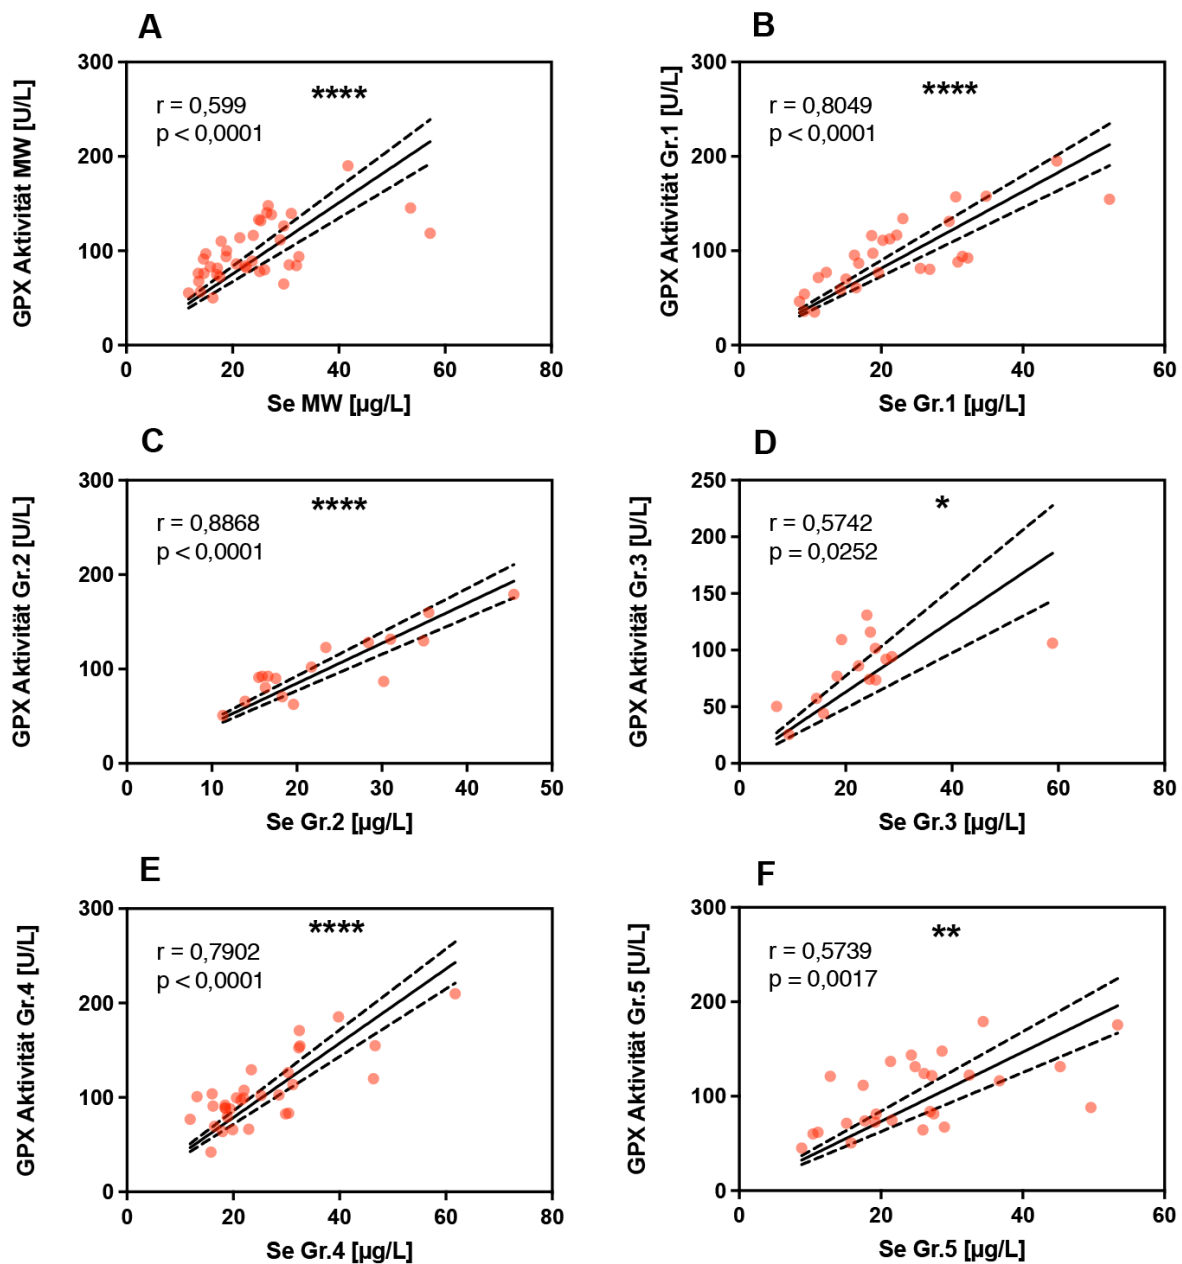 A
GPX Aktivität MW [U/L]
300
200
100
0
r = 0,599
p < 0,0001
****
0 20 40 60 80
Se MW [µg/L]
B
GPX Aktivität Gr.1 [U/L]
300
200
100
0
r = 0,8049
p < 0,0001
****
0 20 40 60
Se Gr.1 [µg/L]
C
GPX Aktivität Gr.2 [U/L]
300
200
100
0
r = 0,8868
p < 0,0001
****
0 10 20 30 40 50
Se Gr.2 [µg/L]
D
GPX Aktivität Gr.3 [U/L]
250
200
150
100
50
0
r = 0,5742
p = 0,0252
*
0 20 40 60 80
Se Gr.3 [µg/L]
E
GPX Aktivität Gr.4 [U/L]
300
200
100
0
r = 0,7902
p < 0,0001
****
0 20 40 60 80
Se Gr.4 [µg/L]
F
GPX Aktivität Gr.5 [U/L]
300
200
100
0
r = 0,5739
p = 0,0017
**
0 20 40 60
Se Gr.5 [µg/L]